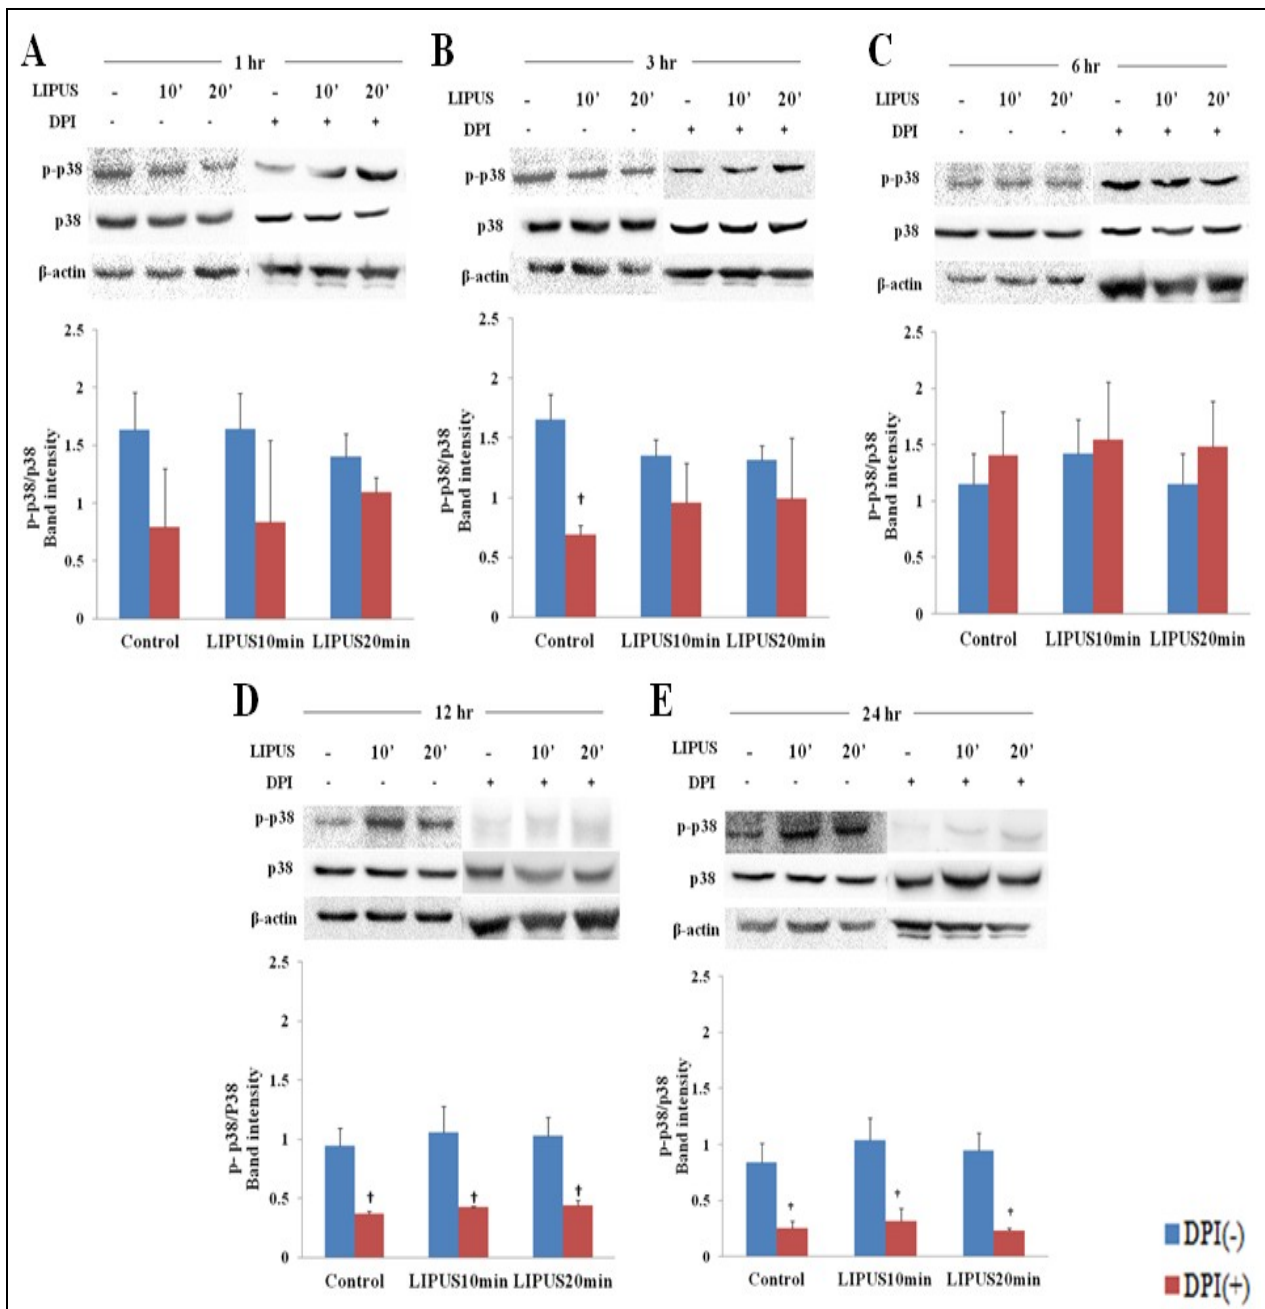 A
1 hr
LIPUS - 10' 20' - 10' 20'
DPI - - - + + +
p-p38
p38
β-actin
2.5
2
1.5
1
0.5
0
p-p38/p38
Band intensity
Control LIPUS10min LIPUS20min
B
3 hr
LIPUS - 10' 20' - 10' 20'
DPI - - - + + +
p-p38
p38
β-actin
2.5
2
1.5
1
0.5
0
p-p38/p38
Band intensity
†
Control LIPUS10min LIPUS20min
C
6 hr
LIPUS - 10' 20' - 10' 20'
DPI - - - + + +
p-p38
p38
β-actin
2.5
2
1.5
1
0.5
0
p-p38/p38
Band intensity
Control LIPUS10min LIPUS20min
D
12 hr
LIPUS - 10' 20' - 10' 20'
DPI - - - + + +
p-p38
p38
β-actin
2.5
2
1.5
1
0.5
0
p- p38/P38
Band intensity
† † †
Control LIPUS10min LIPUS20min
E
24 hr
LIPUS - 10' 20' - 10' 20'
DPI - - - + + +
p-p38
p38
β-actin
2.5
2
1.5
1
0.5
0
p-p38/p38
Band intensity
† † †
Control LIPUS10min LIPUS20min
DPI(-)
DPI(+)